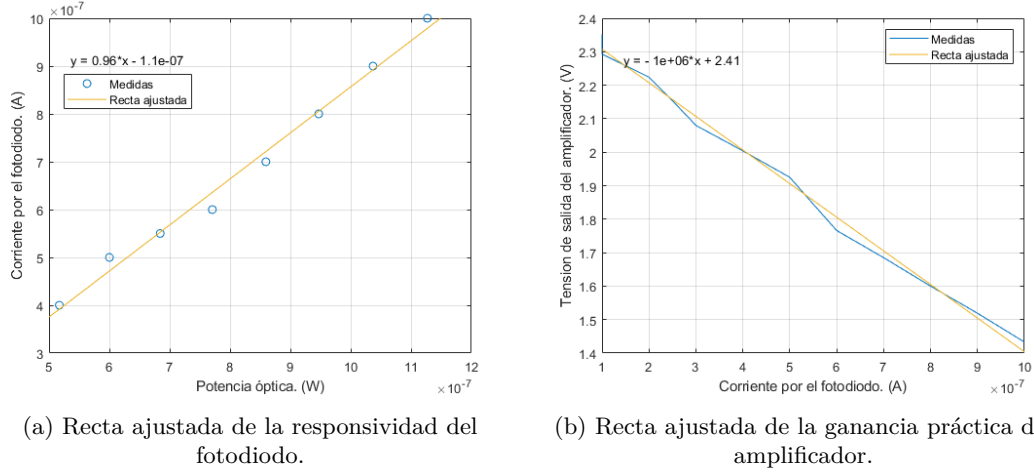 10 ×10⁻⁷
9
8
7
6
5
4
3
y = 0.96*x - 1.1e-07
Medidas
Recta ajustada
Corriente por el fotodiodo. (A)
5 6 7 8 9 10 11 12
Potencia óptica. (W)
×10⁻⁷
(a) Recta ajustada de la responsividad del
fotodiodo.
2.4
2.3
2.2
2.1
2
1.9
1.8
1.7
1.6
1.5
1.4
y = - 1e+06*x + 2.41
Medidas
Recta ajustada
Tension de salida del amplificador. (V)
1 2 3 4 5 6 7 8 9 10
Corriente por el fotodiodo. (A)
×10⁻⁷
(b) Recta ajustada de la ganancia práctica d
amplificador.